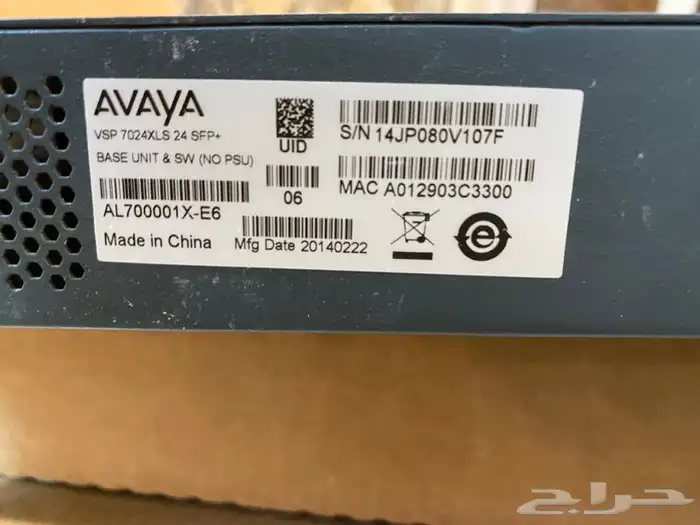 AVAYA
VSP 7024XLS 24 SFP+
BASE UNIT & SW (NO PSU)
AL700001X-E6
Made in China
UID
06
Mfg Date 20140222
S/N 14JP080V107F
MAC A012903C3300
حراج